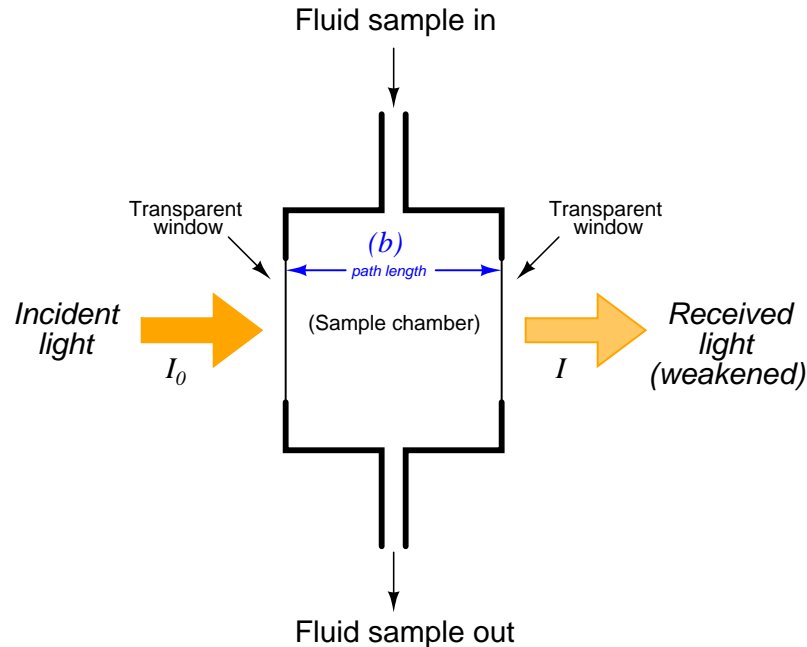 Fluid sample in
Transparent
window
Transparent
window
(b)
path length
Incident
light
I0
(Sample chamber)
I
Received
light
(weakened)
Fluid sample out